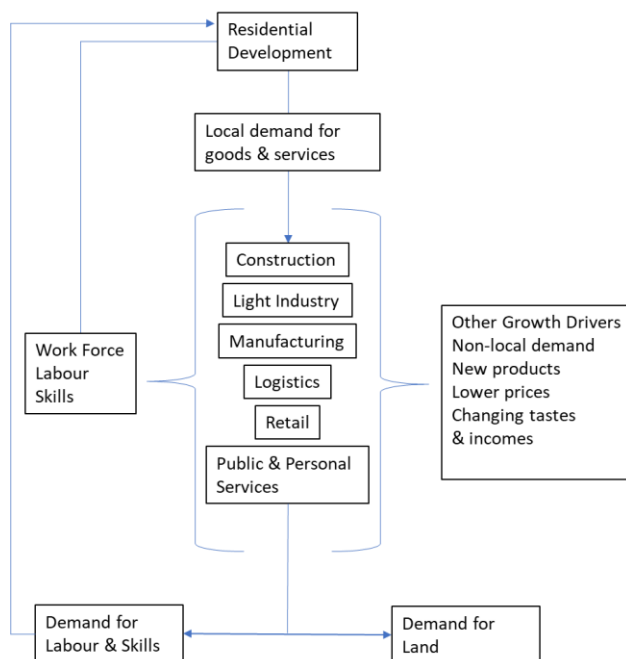 Residential
Development
Local demand for
goods & services
Construction
Light Industry
Manufacturing
Logistics
Retail
Public & Personal
Services
Work Force
Labour
Skills
Other Growth Drivers
Non-local demand
New products
Lower prices
Changing tastes
& incomes
Demand for
Labour & Skills
Demand for
Land